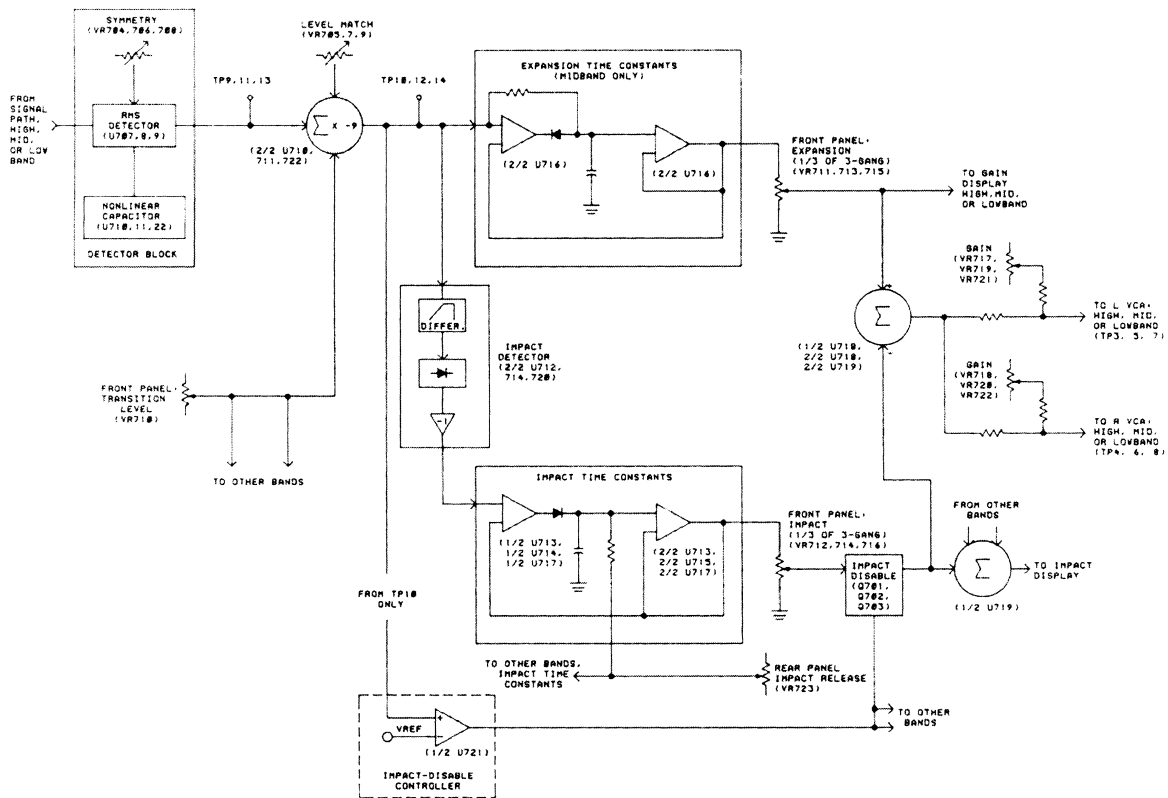 SYMMETRY
(VR704,706,708)
LEVEL MATCH
(VR705,7,9)
TP9,11,13
TP10,12,14
FROM
SIGNAL
PATH,
HIGH,
MID,
OR LOW
BAND
RMS
DETECTOR
(U707,8,9)
Σ x -9
(2/2 U710,
711,722)
NONLINEAR
CAPACITOR
(U710,11,22)
DETECTOR BLOCK
EXPANSION TIME CONSTANTS
(MIDBAND ONLY)
(2/2 U716)
(2/2 U716)
FRONT PANEL:
EXPANSION
(1/3 OF 3-GANG)
(VR711,713,715)
TO GAIN
DISPLAY
HIGH,MID,
OR LOWBAND
GAIN
(VR717,
VR719,
VR721)
+
Σ
-
(1/2 U718,
2/2 U718,
2/2 U719)
TO L VCA:
HIGH, MID,
OR LOWBAND
(TP3, 5, 7)
GAIN
(VR718,
VR720,
VR722)
TO R VCA:
HIGH, MID,
OR LOWBAND
(TP4, 6, 8)
DIFFER.
-1
IMPACT
DETECTOR
(2/2 U712,
714,720)
FRONT PANEL:
TRANSITION
LEVEL
(VR710)
TO OTHER BANDS
IMPACT TIME CONSTANTS
(1/2 U713,
1/2 U714,
1/2 U717)
(2/2 U713,
2/2 U715,
2/2 U717)
FRONT PANEL:
IMPACT
(1/3 OF 3-GANG)
(VR712,714,716)
IMPACT
DISABLE
(Q701,
Q702,
Q703)
FROM OTHER
BANDS
Σ
(1/2 U719)
TO IMPACT
DISPLAY
FROM TP10
ONLY
TO OTHER BANDS,
IMPACT TIME
CONSTANTS
REAR PANEL
IMPACT RELEASE
(VR723)
TO OTHER
BANDS
VREF
+
-
(1/2 U721)
IMPACT-DISABLE
CONTROLLER